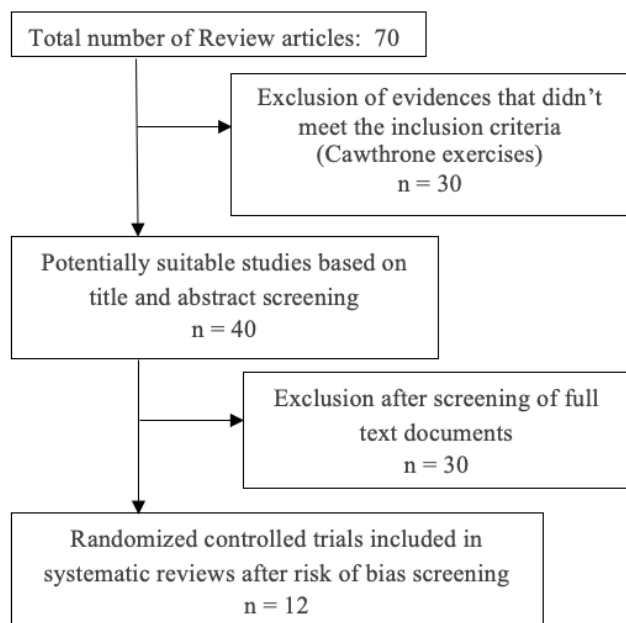 Total number of Review articles:  70
Exclusion of evidences that didn’t
meet the inclusion criteria
(Cawthrone exercises)
n = 30
Potentially suitable studies based on
title and abstract screening
n = 40
Exclusion after screening of full
text documents
n = 30
Randomized controlled trials included in
systematic reviews after risk of bias screening
n = 12